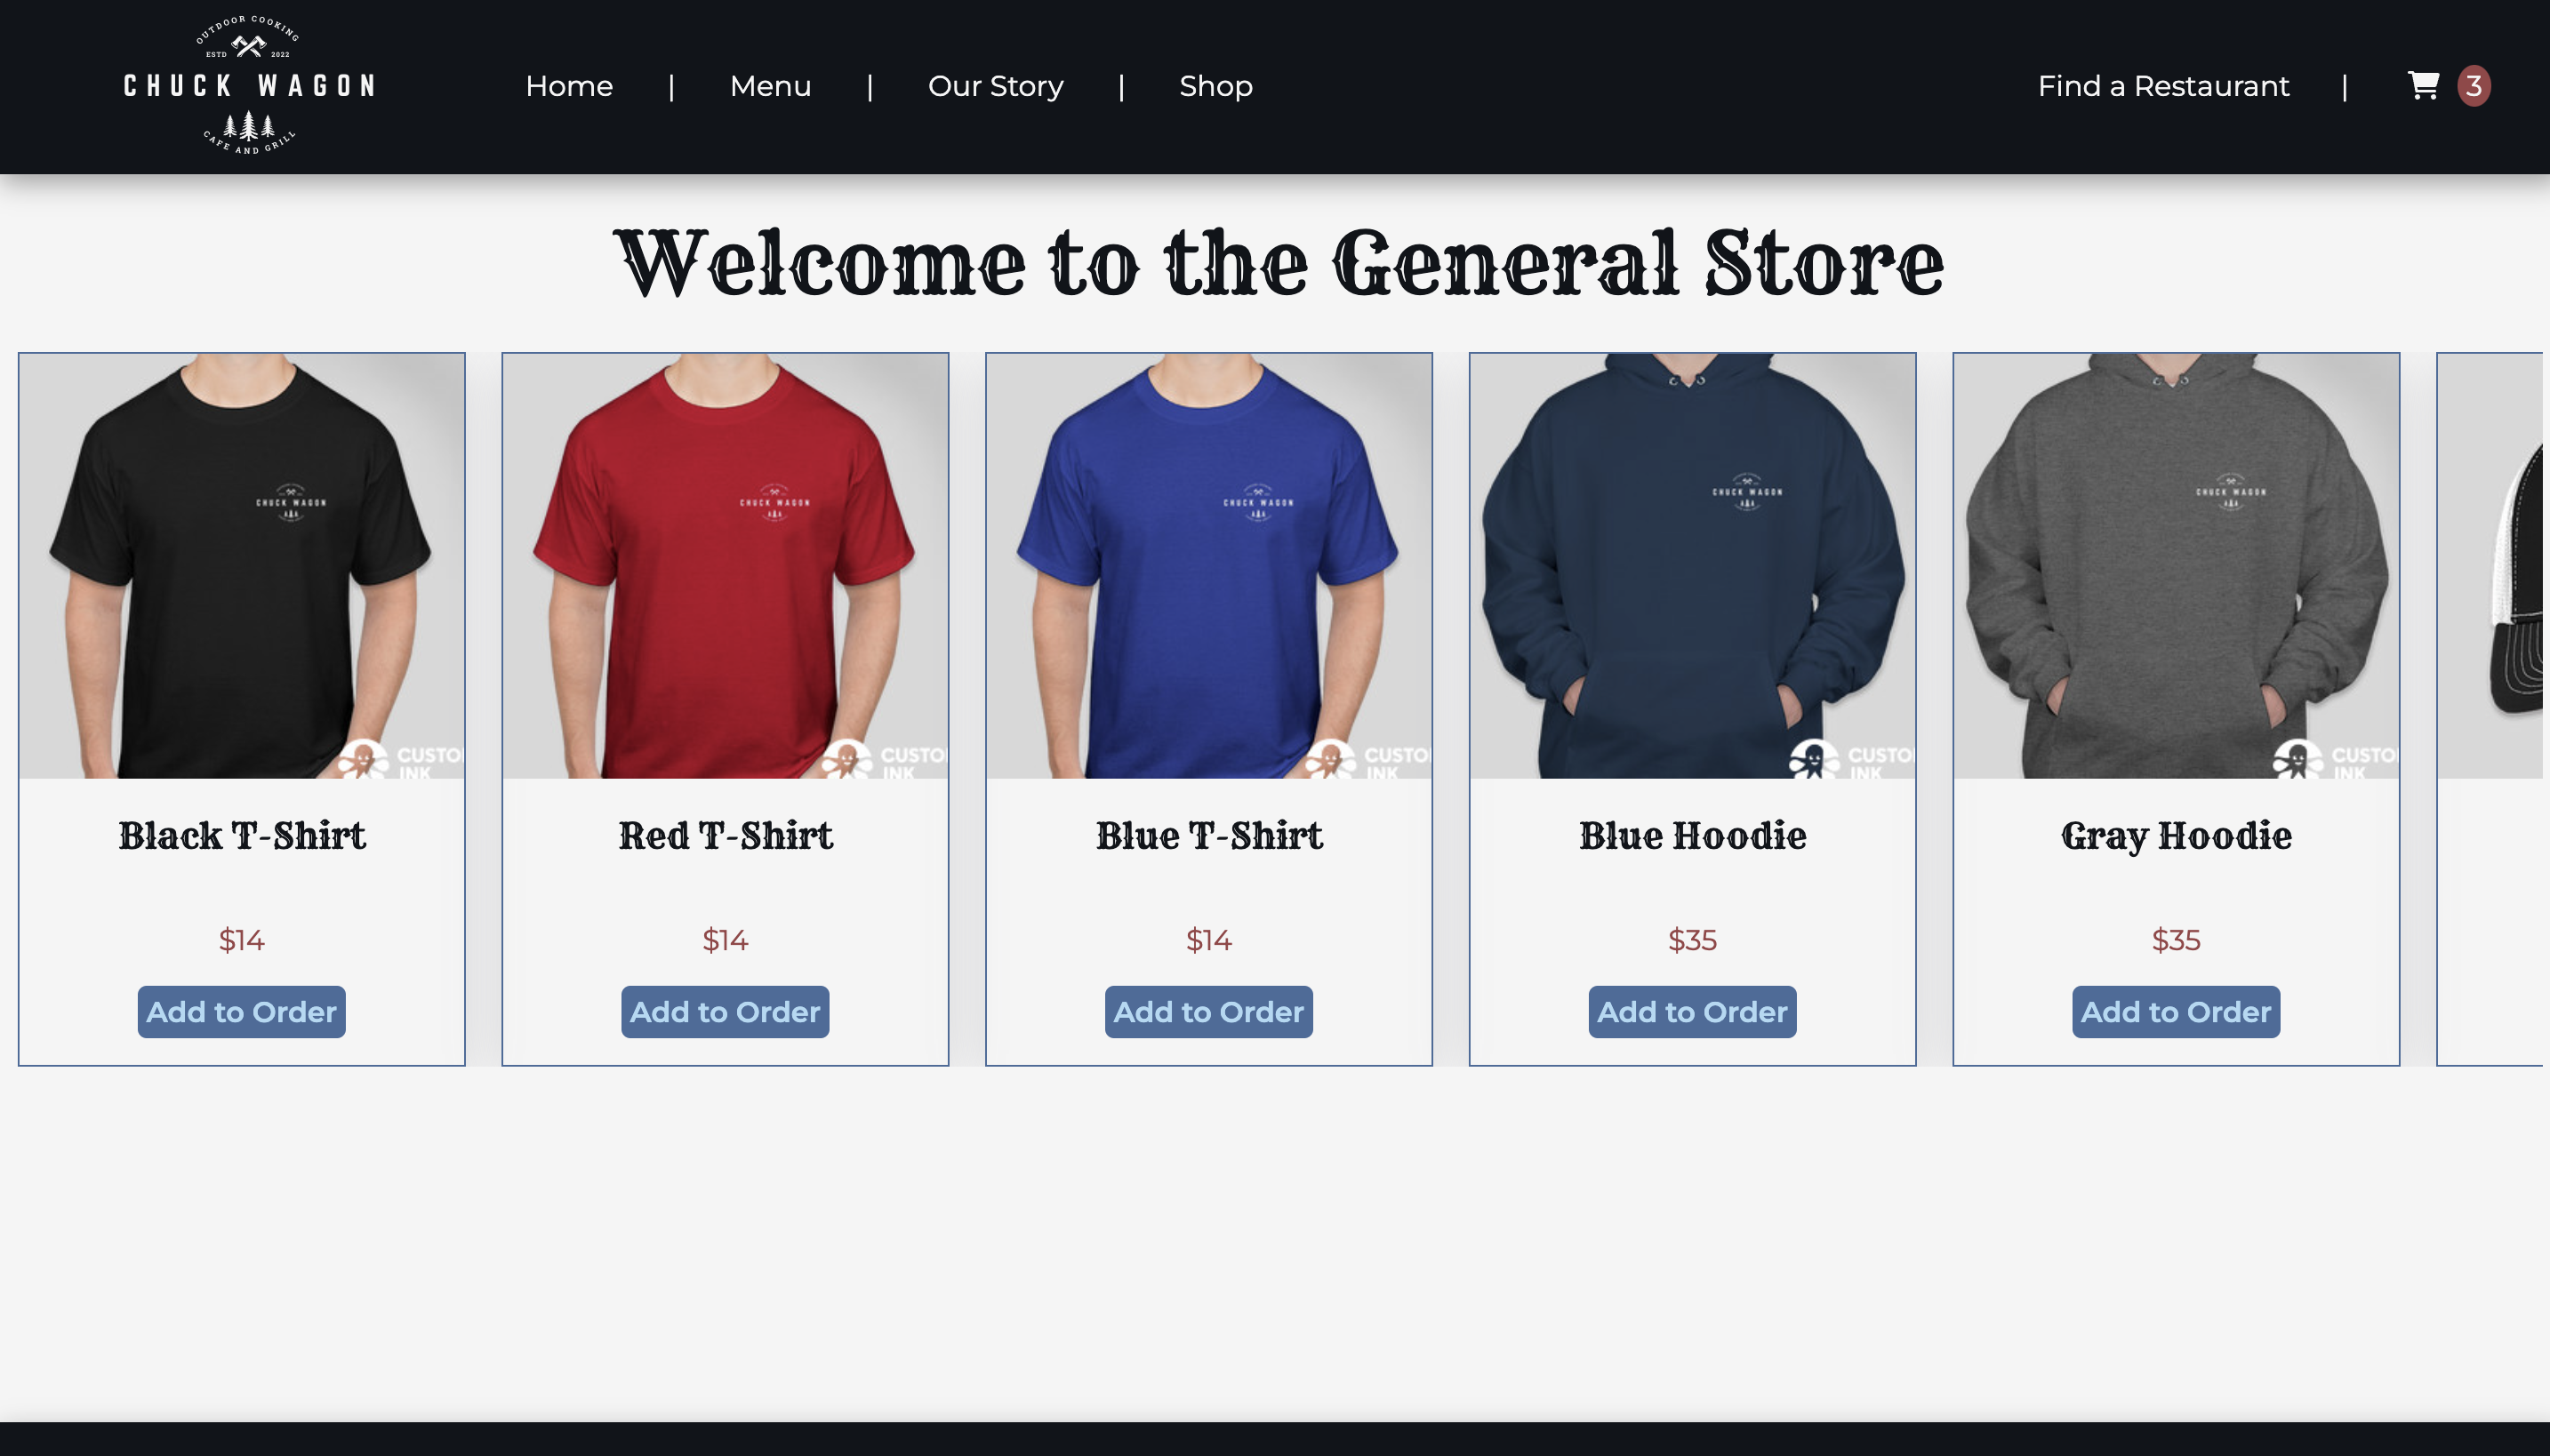 OUTDOOR COOKING
ESTD 2022
CHUCK WAGON
CAFE AND GRILL
Home | Menu | Our Story | Shop
Find a Restaurant | 3
Welcome to the General Store
CHUCK WAGON
CHUCK WAGON
CHUCK WAGON
CHUCK WAGON
CHUCK WAGON
CUSTO
INK
CUSTO
INK
CUSTO
INK
CUSTO
INK
CUSTO
INK
Black T-Shirt
Red T-Shirt
Blue T-Shirt
Blue Hoodie
Gray Hoodie
$14
$14
$14
$35
$35
Add to Order
Add to Order
Add to Order
Add to Order
Add to Order